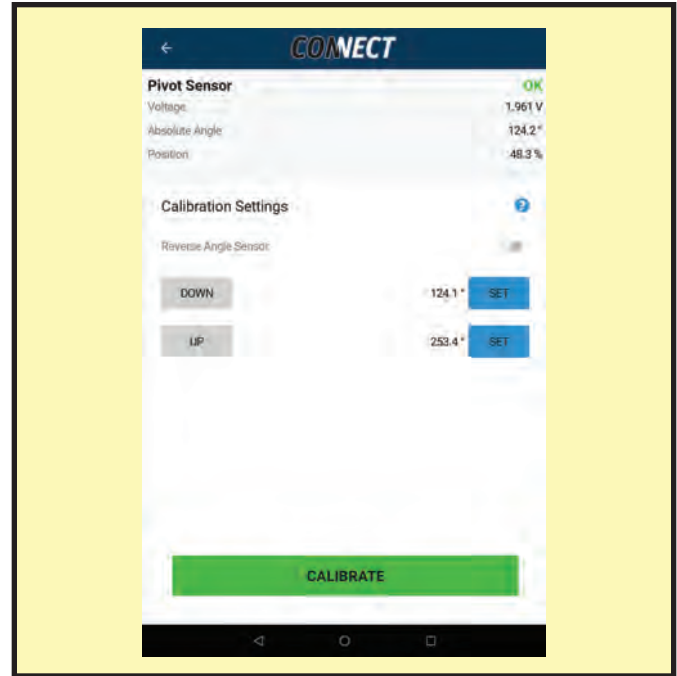 CONNECT
Pivot Sensor OK
Voltage 1.961 V
Absolute Angle 124.2°
Position 48.3 %
Calibration Settings ?
Reverse Angle Sensor
DOWN 124.1° SET
UP 253.4° SET
CALIBRATE